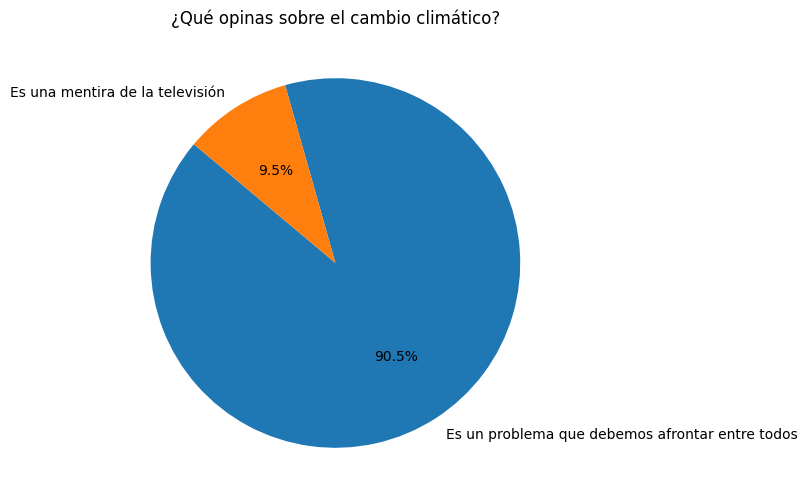 ¿Qué opinas sobre el cambio climático?
Es una mentira de la televisión
9.5%
90.5%
Es un problema que debemos afrontar entre todos